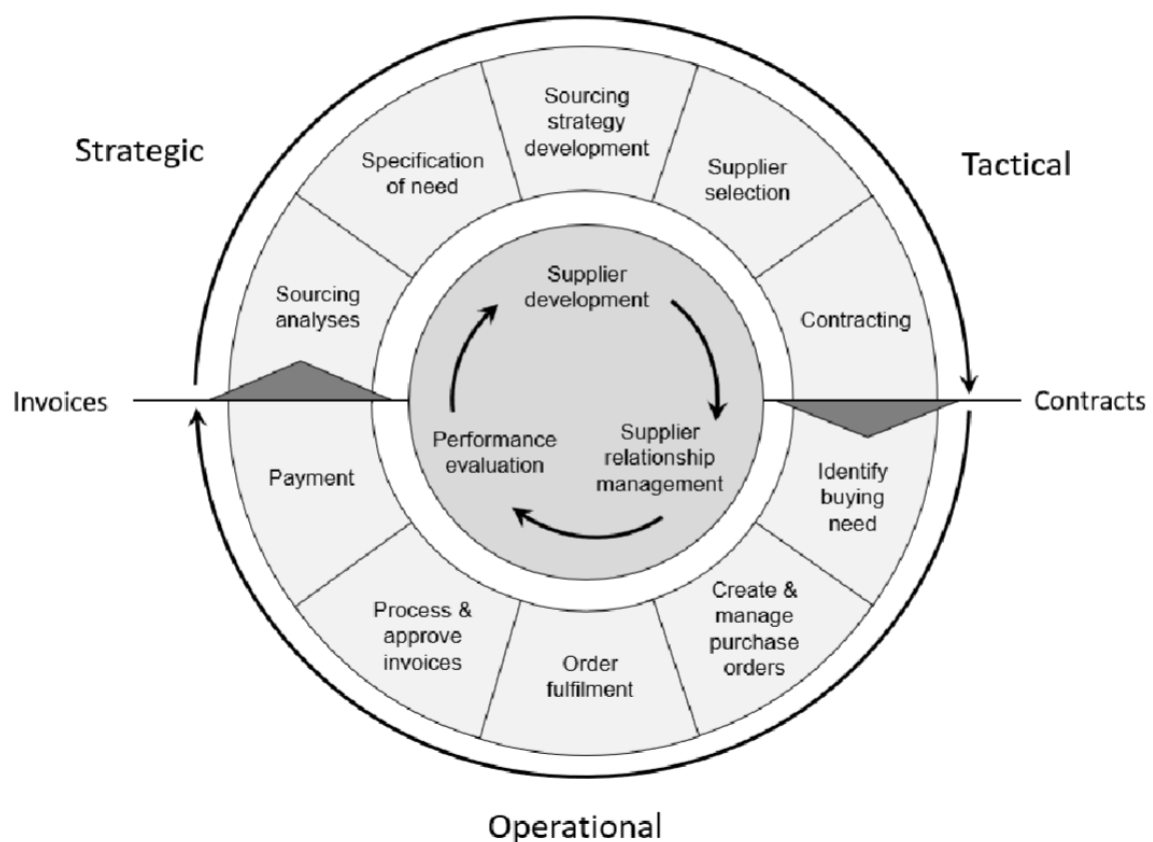 Strategic
Tactical
Operational
Invoices
Contracts
Sourcing
analyses
Specification
of need
Sourcing
strategy
development
Supplier
selection
Contracting
Identify
buying
need
Create &
manage
purchase
orders
Order
fulfilment
Process &
approve
invoices
Payment
Supplier
development
Supplier
relationship
management
Performance
evaluation